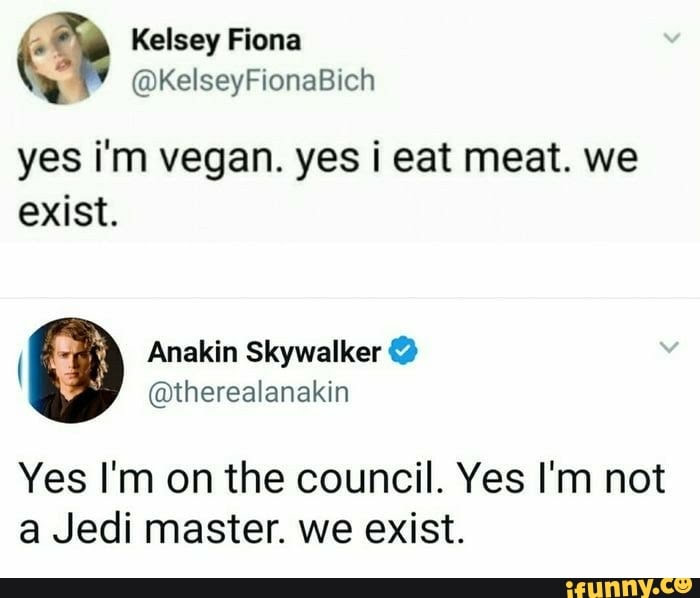 Kelsey Fiona
@KelseyFionaBich
yes i'm vegan. yes i eat meat. we
exist.
Anakin Skywalker
@therealanakin
Yes I'm on the council. Yes I'm not
a Jedi master. we exist.
ifunny.co